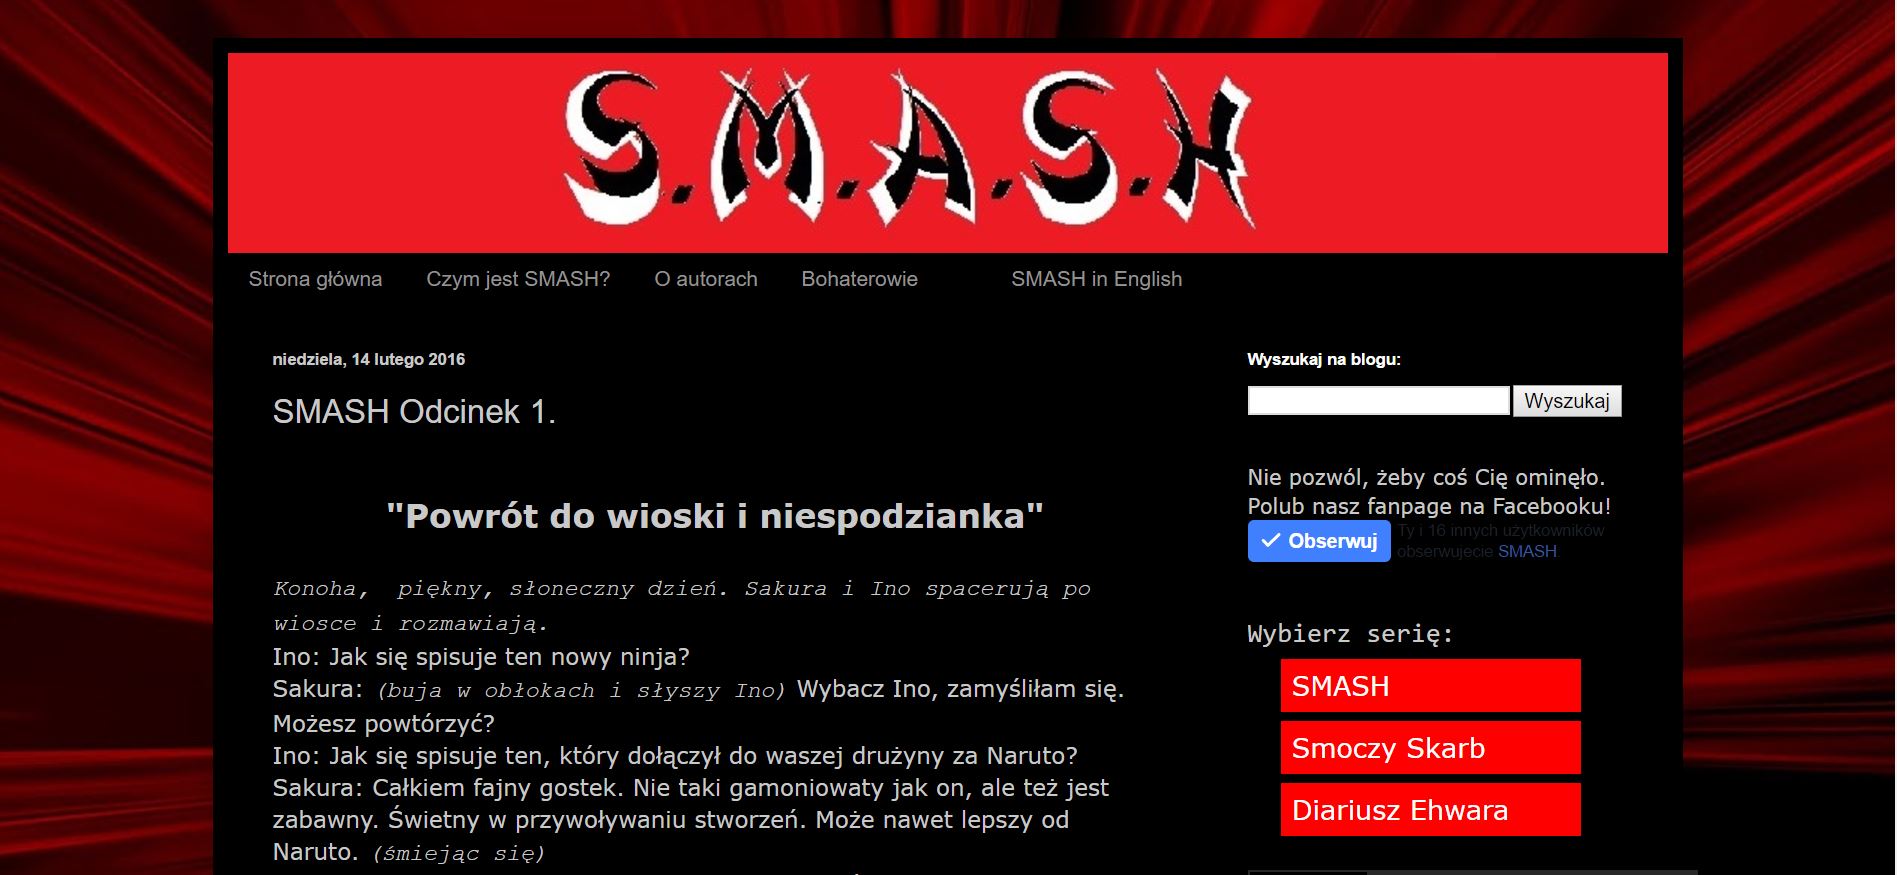 S.M.A.S.H
Strona główna Czym jest SMASH? O autorach Bohaterowie SMASH in English
niedziela, 14 lutego 2016
SMASH Odcinek 1.
"Powrót do wioski i niespodzianka"
Konoha,  piękny, słoneczny dzień. Sakura i Ino spacerują po
wiosce i rozmawiają.
Ino: Jak się spisuje ten nowy ninja?
Sakura: (buja w obłokach i słyszy Ino) Wybacz Ino, zamyśliłam się.
Możesz powtórzyć?
Ino: Jak się spisuje ten, który dołączył do waszej drużyny za Naruto?
Sakura: Całkiem fajny gostek. Nie taki gamoniowaty jak on, ale też jest
zabawny. Świetny w przywoływaniu stworzeń. Może nawet lepszy od
Naruto. (śmiejąc się)
Wyszukaj na blogu:
Wyszukaj
Nie pozwól, żeby coś Cię ominęło.
Polub nasz fanpage na Facebooku!
Obserwuj
Ty i 16 innych użytkowników
obserwujecie SMASH.
Wybierz serię:
SMASH
Smoczy Skarb
Diariusz Ehwara